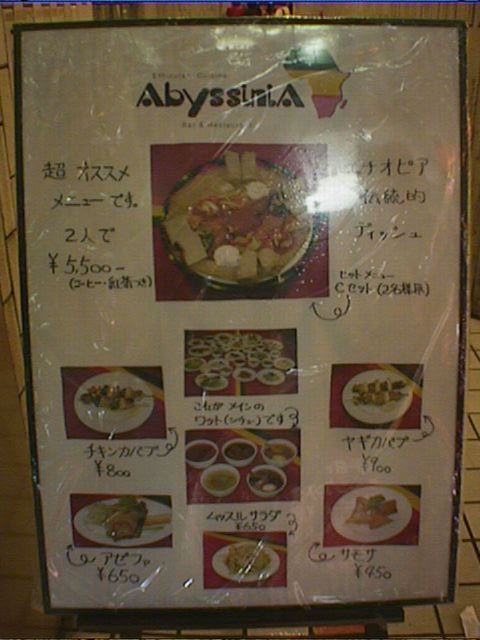 Ethiopian Cuisine
AbyssiniA
Bar & Restaurant
超 オススメ
メニューです。
2人で
¥5,500-
(コーヒー・紅茶つき)
チオピア
伝統的
ディッシュ
セットメニュー
Cセット(2名様用)
これが メインの
ワット(シチュー)です
チキンカバブ
¥800
ヤギカバブ
¥900
ムッスルサラダ
¥650
アゼファ
¥650
サモサ
¥450